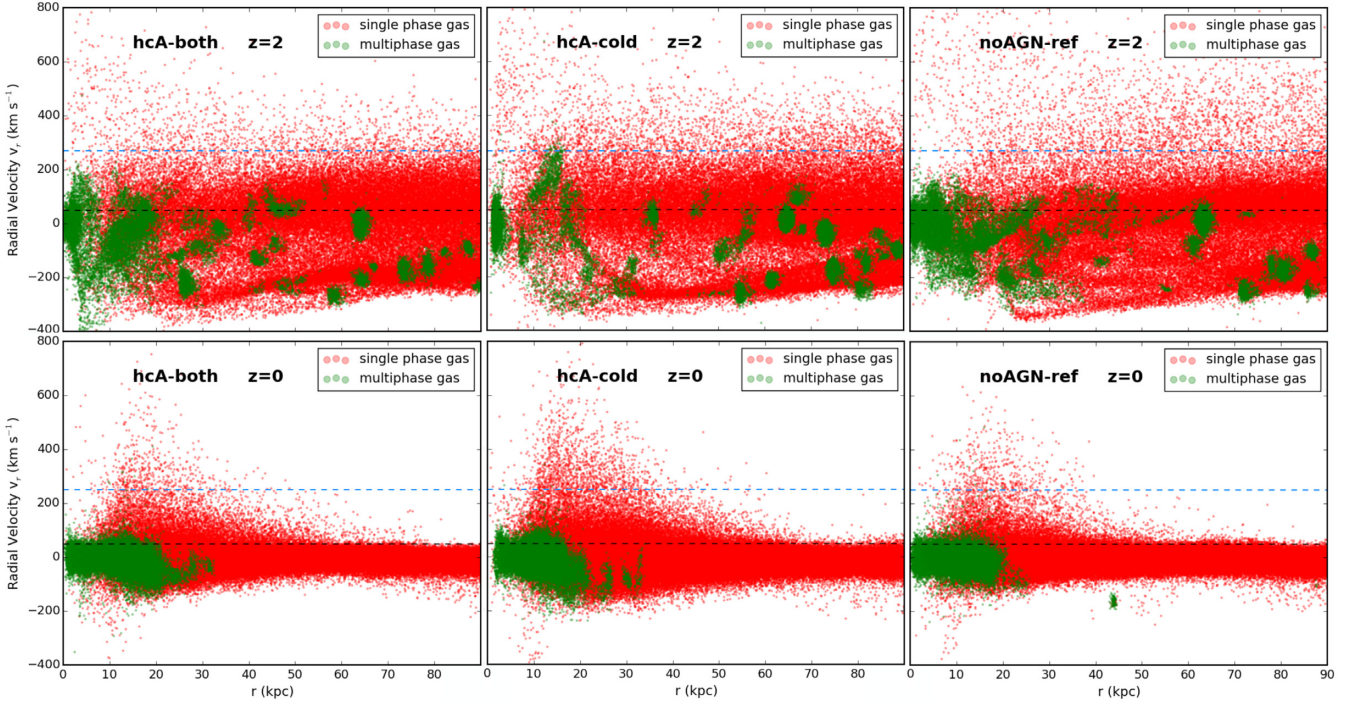 hcA-both z=2
single phase gas
multiphase gas
hcA-cold z=2
single phase gas
multiphase gas
noAGN-ref z=2
single phase gas
multiphase gas
Radial Velocity vᵣ (km s⁻¹)
800
600
400
200
0
−200
−400
hcA-both z=0
single phase gas
multiphase gas
hcA-cold z=0
single phase gas
multiphase gas
noAGN-ref z=0
single phase gas
multiphase gas
Radial Velocity vᵣ (km s⁻¹)
800
600
400
200
0
−200
−400
0 10 20 30 40 50 60 70 80
0 10 20 30 40 50 60 70 80
0 10 20 30 40 50 60 70 80 90
r (kpc)
r (kpc)
r (kpc)